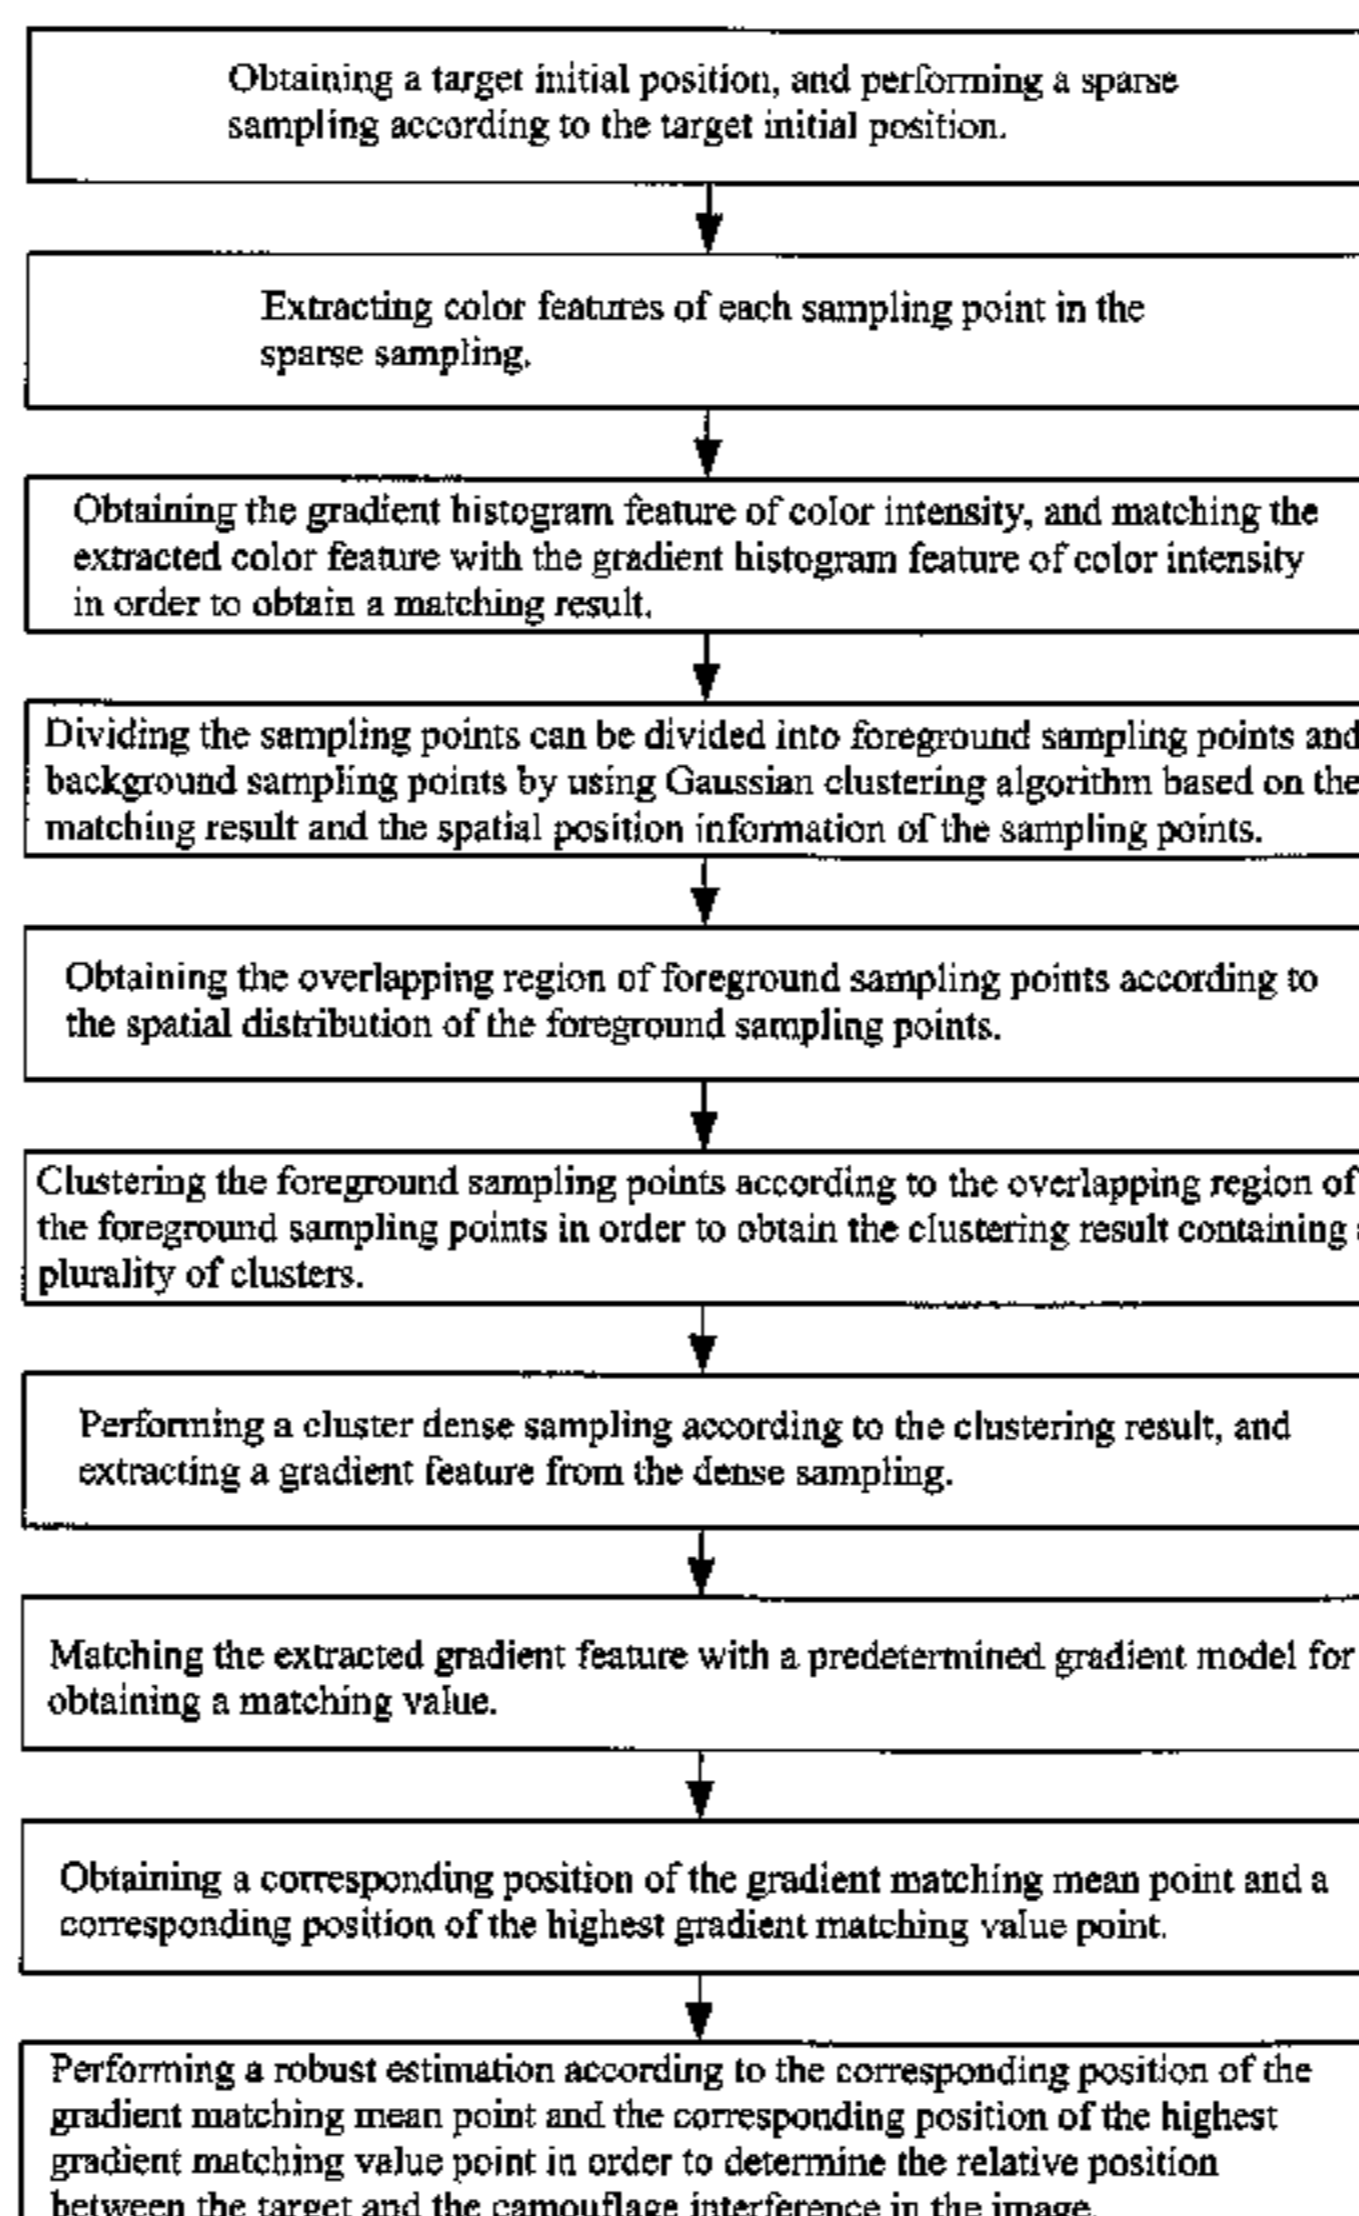 Obtaining a target initial position, and performing a sparse
sampling according to the target initial position.
Extracting color features of each sampling point in the
sparse sampling.
Obtaining the gradient histogram feature of color intensity, and matching the
extracted color feature with the gradient histogram feature of color intensity
in order to obtain a matching result.
Dividing the sampling points can be divided into foreground sampling points and
background sampling points by using Gaussian clustering algorithm based on the
matching result and the spatial position information of the sampling points.
Obtaining the overlapping region of foreground sampling points according to
the spatial distribution of the foreground sampling points.
Clustering the foreground sampling points according to the overlapping region of
the foreground sampling points in order to obtain the clustering result containing a
plurality of clusters.
Performing a cluster dense sampling according to the clustering result, and
extracting a gradient feature from the dense sampling.
Matching the extracted gradient feature with a predetermined gradient model for
obtaining a matching value.
Obtaining a corresponding position of the gradient matching mean point and a
corresponding position of the highest gradient matching value point.
Performing a robust estimation according to the corresponding position of the
gradient matching mean point and the corresponding position of the highest
gradient matching value point in order to determine the relative position
between the target and the camouflage interference in the image.